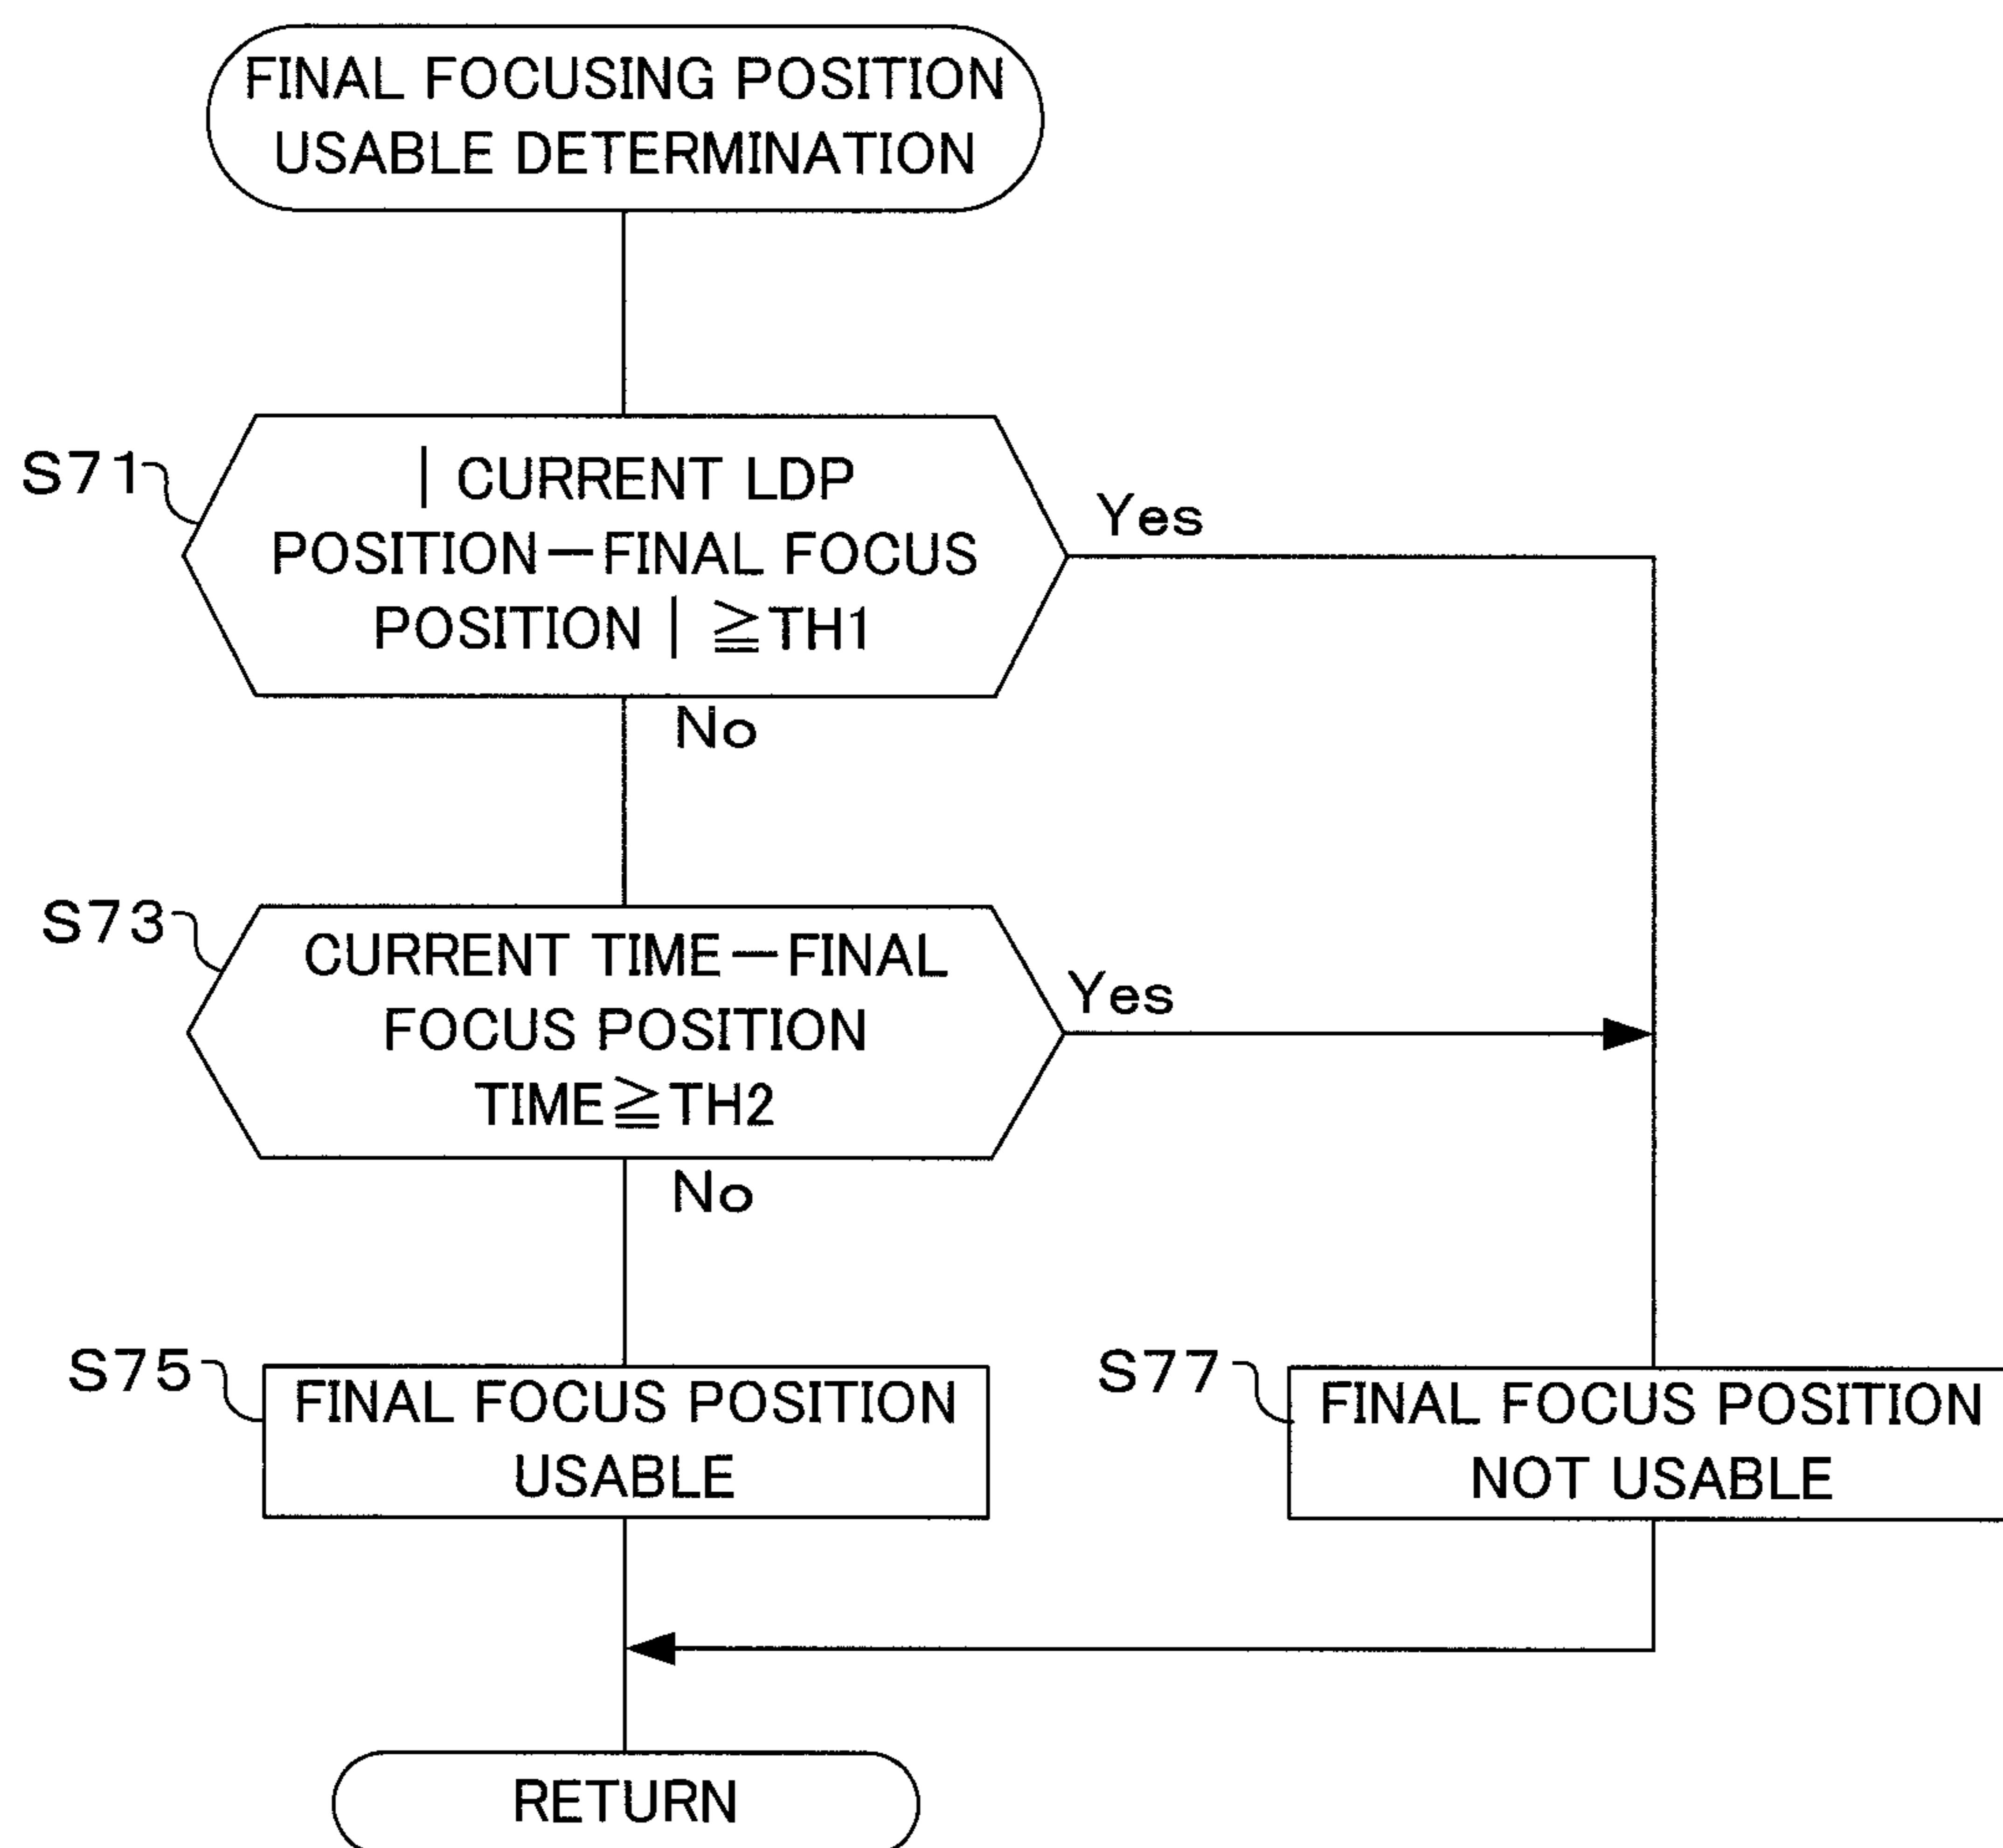 FINAL FOCUSING POSITION
USABLE DETERMINATION
S71
| CURRENT LDP
POSITION—FINAL FOCUS
POSITION | ≧TH1
Yes
No
S73
CURRENT TIME—FINAL
FOCUS POSITION
TIME≧TH2
Yes
No
S75
FINAL FOCUS POSITION
USABLE
S77
FINAL FOCUS POSITION
NOT USABLE
RETURN